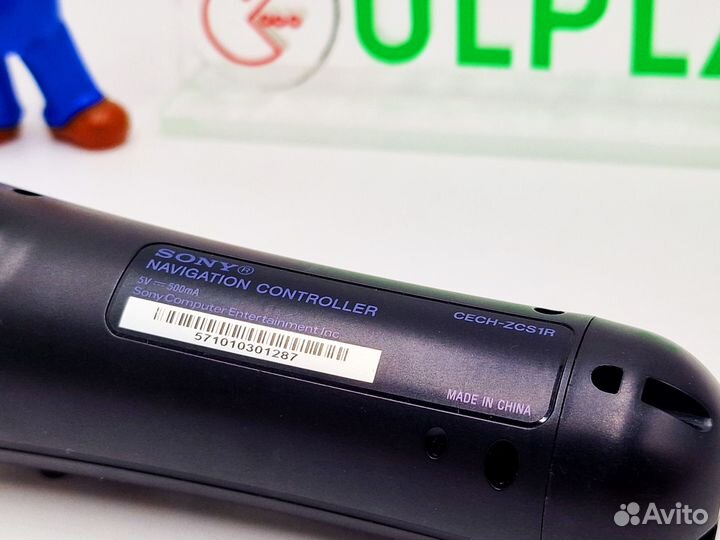 ULPLA
SONY®
NAVIGATION CONTROLLER
5V ⎓ 500mA
CECH-ZCS1R
Sony Computer Entertainment Inc.
571010301287
MADE IN CHINA
Avito